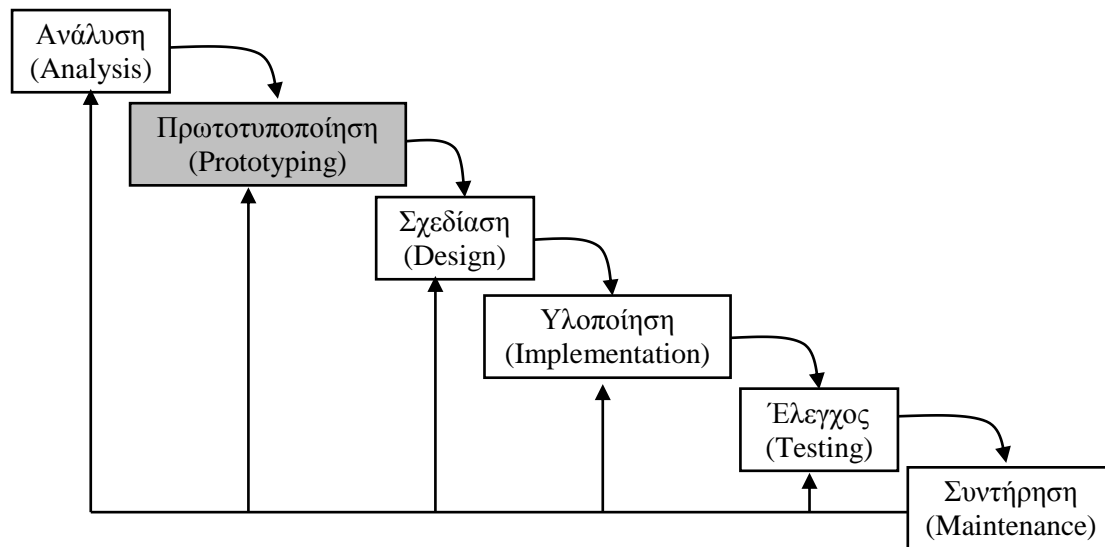 Ανάλυση
(Analysis)
Πρωτοτυποποίηση
(Prototyping)
Σχεδίαση
(Design)
Υλοποίηση
(Implementation)
Έλεγχος
(Testing)
Συντήρηση
(Maintenance)